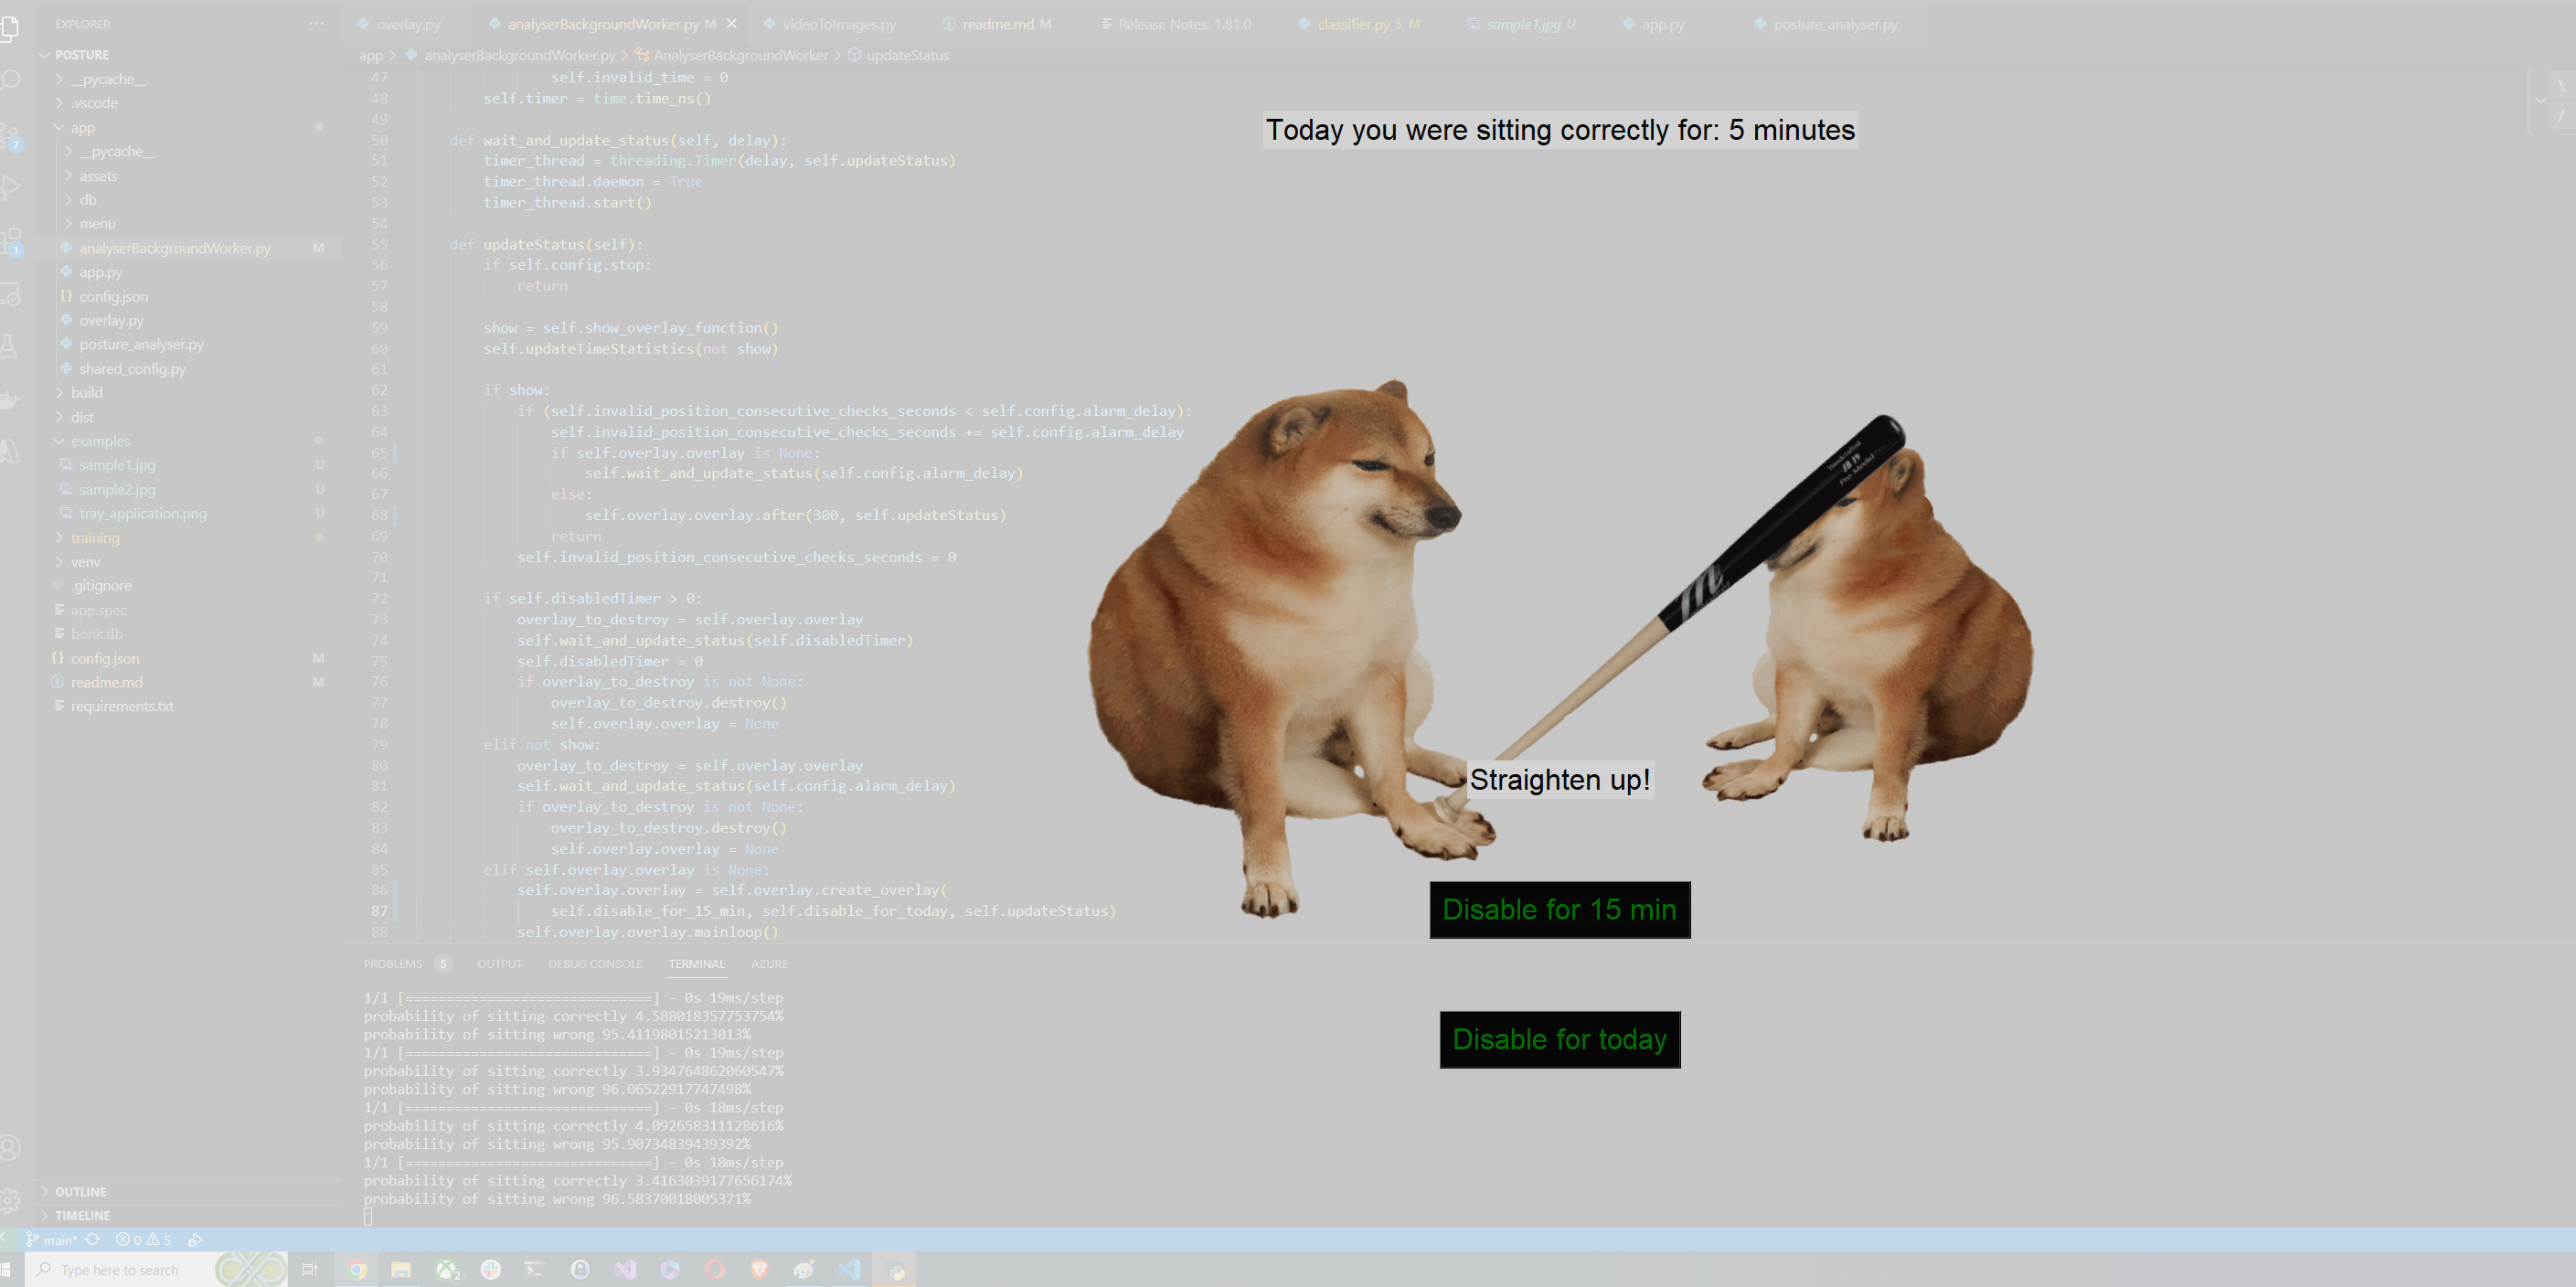 EXPLORER
POSTURE
__pycache__
.vscode
app
__pycache__
assets
db
menu
analyserBackgroundWorker.py M
app.py
{} config.json
overlay.py
posture_analyser.py
shared_config.py
build
dist
examples
sample1.jpg U
sample2.jpg U
tray_application.png U
training
venv
.gitignore
app.spec
bonk.db
{} config.json M
readme.md M
requirements.txt
OUTLINE
TIMELINE
7
1
overlay.py analyserBackgroundWorker.py M videoToImages.py readme.md M Release Notes: 1.81.0 classifier.py 5, M sample1.jpg U app.py posture_analyser.py
app > analyserBackgroundWorker.py > AnalyserBackgroundWorker > updateStatus
47 self.invalid_time = 0
48 self.timer = time.time_ns()
49
50 def wait_and_update_status(self, delay):
51 timer_thread = threading.Timer(delay, self.updateStatus)
52 timer_thread.daemon = True
53 timer_thread.start()
54
55 def updateStatus(self):
56 if self.config.stop:
57 return
58
59 show = self.show_overlay_function()
60 self.updateTimeStatistics(not show)
61
62 if show:
63 if (self.invalid_position_consecutive_checks_seconds < self.config.alarm_delay):
64 self.invalid_position_consecutive_checks_seconds += self.config.alarm_delay
65 if self.overlay.overlay is None:
66 self.wait_and_update_status(self.config.alarm_delay)
67 else:
68 self.overlay.overlay.after(300, self.updateStatus)
69 return
70 self.invalid_position_consecutive_checks_seconds = 0
71
72 if self.disabledTimer > 0:
73 overlay_to_destroy = self.overlay.overlay
74 self.wait_and_update_status(self.disabledTimer)
75 self.disabledTimer = 0
76 if overlay_to_destroy is not None:
77 overlay_to_destroy.destroy()
78 self.overlay.overlay = None
79 elif not show:
80 overlay_to_destroy = self.overlay.overlay
81 self.wait_and_update_status(self.config.alarm_delay)
82 if overlay_to_destroy is not None:
83 overlay_to_destroy.destroy()
84 self.overlay.overlay = None
85 elif self.overlay.overlay is None:
86 self.overlay.overlay = self.overlay.create_overlay(
87 self.disable_for_15_min, self.disable_for_today, self.updateStatus)
88 self.overlay.overlay.mainloop()
Today you were sitting correctly for: 5 minutes
JB 19
Pro Model
Straighten up!
Disable for 15 min
Disable for today
PROBLEMS 5 OUTPUT DEBUG CONSOLE TERMINAL AZURE
1/1 [==============================] - 0s 19ms/step
probability of sitting correctly 4.588018357753754%
probability of sitting wrong 95.41198015213013%
1/1 [==============================] - 0s 19ms/step
probability of sitting correctly 3.934764862060547%
probability of sitting wrong 96.06522917747498%
1/1 [==============================] - 0s 18ms/step
probability of sitting correctly 4.092658311128616%
probability of sitting wrong 95.90734839439392%
1/1 [==============================] - 0s 18ms/step
probability of sitting correctly 3.4163039177656174%
probability of sitting wrong 96.58370018005371%
main* 0 5
Type here to search
2